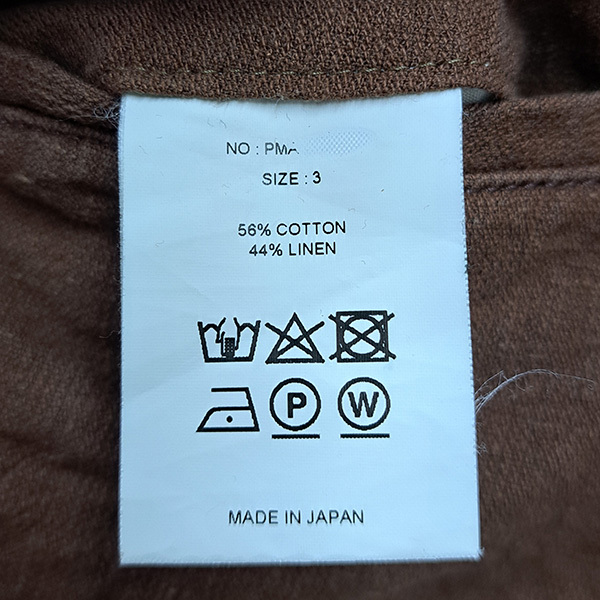 NO : PMA
SIZE : 3
56% COTTON
44% LINEN
P W
MADE IN JAPAN